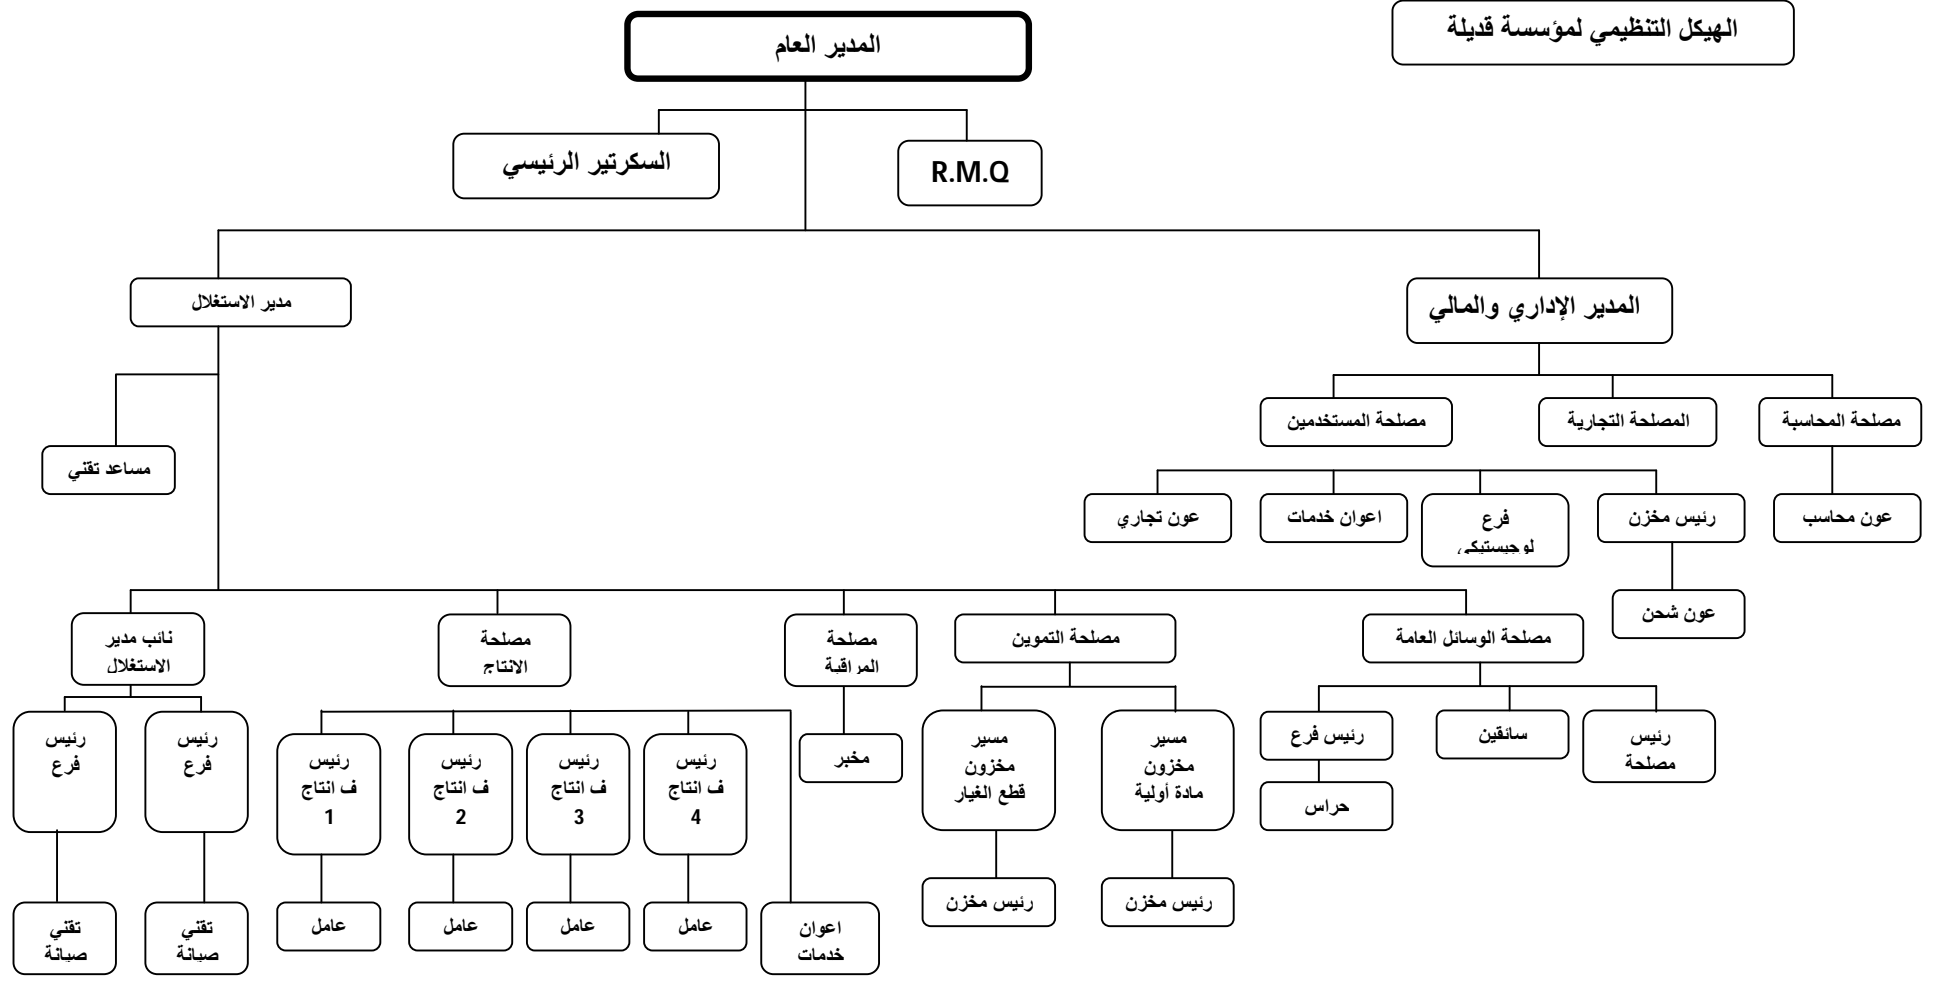 الهيكل التنظيمي لمؤسسة قديلة
المدير العام
R.M.Q
السكرتير الرئيسي
المدير الإداري والمالي
مدير الاستغلال
مصلحة المحاسبة
المصلحة التجارية
مصلحة المستخدمين
مساعد تقني
عون محاسب
رئيس مخزن
فرع
لوجيستيكي
اعوان خدمات
عون تجاري
عون شحن
مصلحة الوسائل العامة
مصلحة التموين
مصلحة
المراقبة
مصلحة
الانتاج
نائب مدير
الاستغلال
رئيس
مصلحة
سائقين
رئيس فرع
حراس
مسير
مخزون
مادة أولية
مسير
مخزون
قطع الغيار
مخبر
رئيس
ف انتاج
4
رئيس
ف انتاج
3
رئيس
ف انتاج
2
رئيس
ف انتاج
1
رئيس
فرع
رئيس
فرع
رئيس مخزن
رئيس مخزن
اعوان
خدمات
عامل
عامل
عامل
عامل
تقني
صيانة
تقني
صيانة